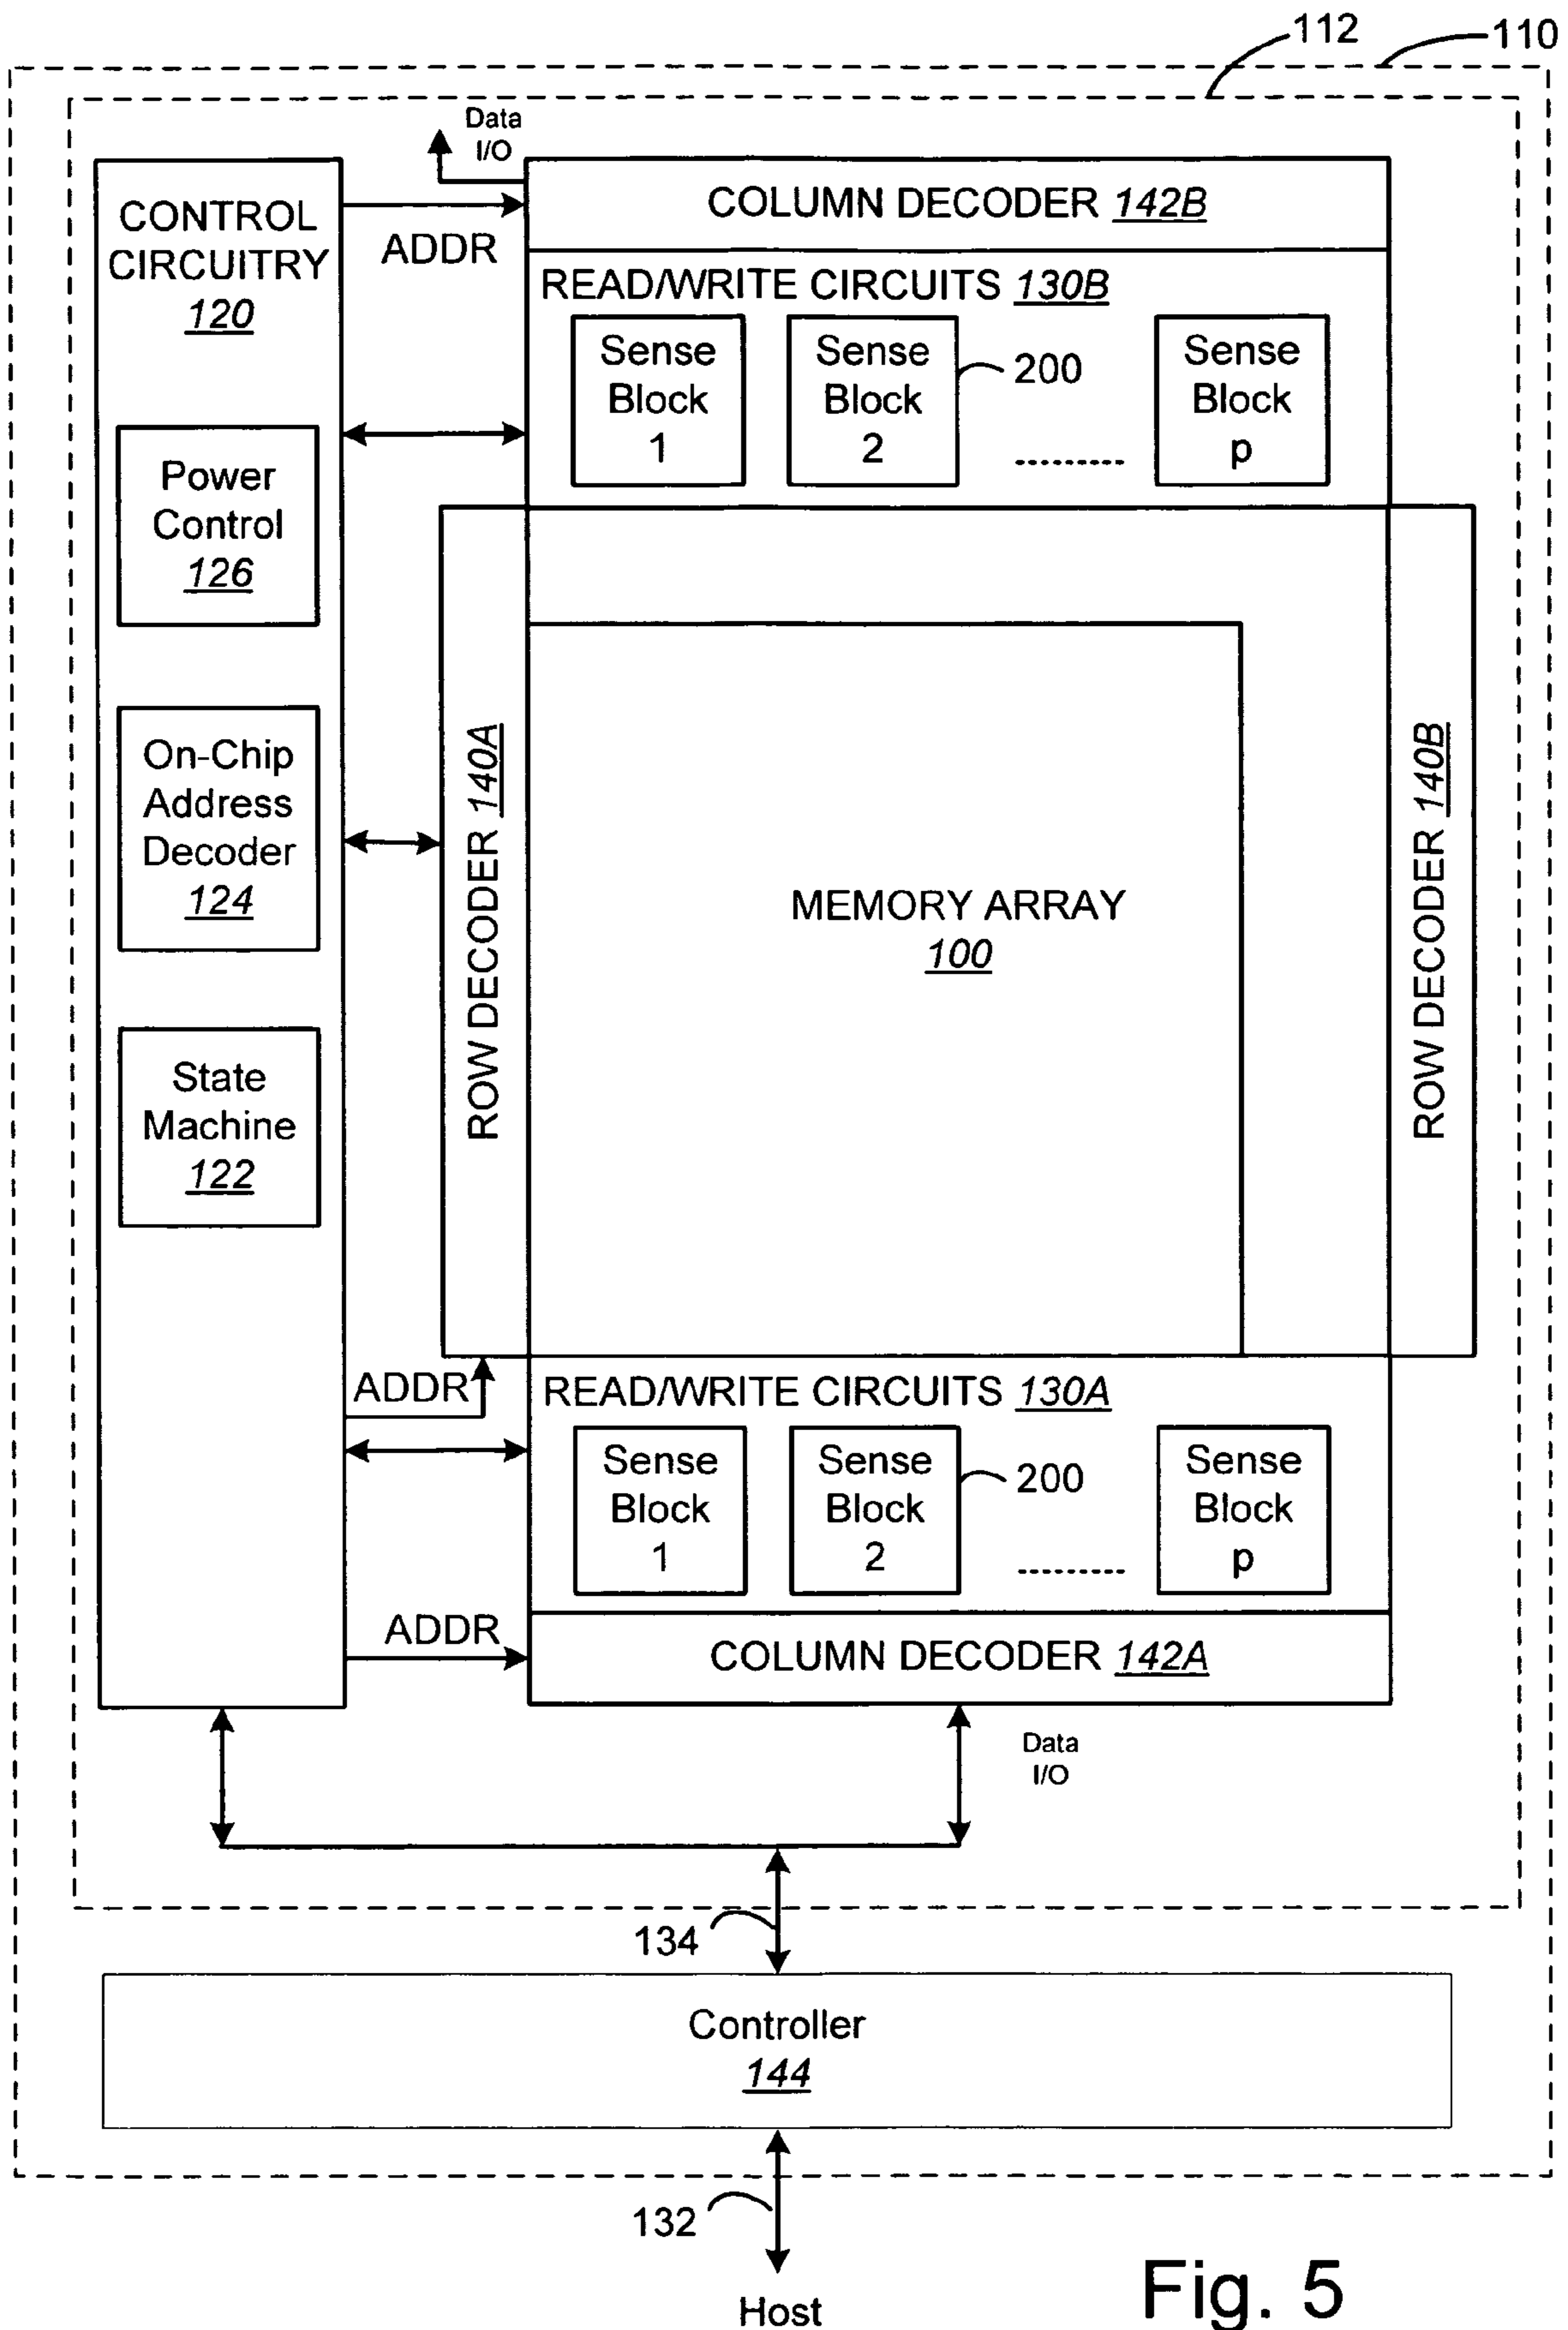 112
110
Data
I/O
CONTROL
CIRCUITRY
120
ADDR
COLUMN DECODER 142B
READ/WRITE CIRCUITS 130B
Sense
Block
1
Sense
Block
2
200
..........
Sense
Block
p
Power
Control
126
On-Chip
Address
Decoder
124
State
Machine
122
ROW DECODER 140A
MEMORY ARRAY
100
ROW DECODER 140B
ADDR
READ/WRITE CIRCUITS 130A
Sense
Block
1
Sense
Block
2
200
..........
Sense
Block
p
ADDR
COLUMN DECODER 142A
Data
I/O
134
Controller
144
132
Host
Fig. 5